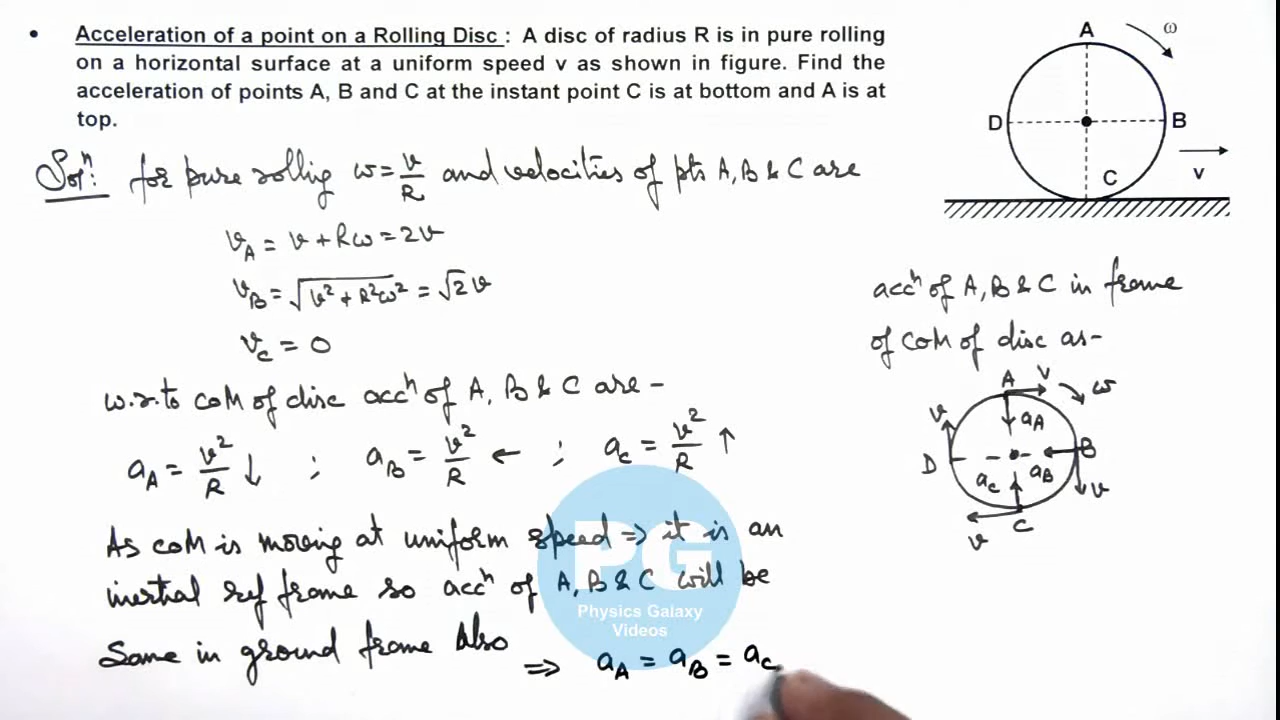 • Acceleration of a point on a Rolling Disc : A disc of radius R is in pure rolling
on a horizontal surface at a uniform speed v as shown in figure. Find the
acceleration of points A, B and C at the instant point C is at bottom and A is at
top.
A
ω
D
B
C
v
Solⁿ: for pure rolling ω = v/R and velocities of pts A, B & C are
v_A = v + Rω = 2v
v_B = √(v² + R²ω²) = √2 v
v_C = 0
w.r.to COM of disc accⁿ of A, B & C are –
a_A = v²/R ↓ ; a_B = v²/R ← ; a_C = v²/R ↑
As COM is moving at uniform speed ⇒ it is an
inertial ref frame so accⁿ of A, B & C will be
Same in ground frame also
⇒ a_A = a_B = a_C
accⁿ of A, B & C in frame
of COM of disc as–
A
v
ω
v
a_A
D
B
a_C
a_B
v
C
v
PG
Physics Galaxy
Videos